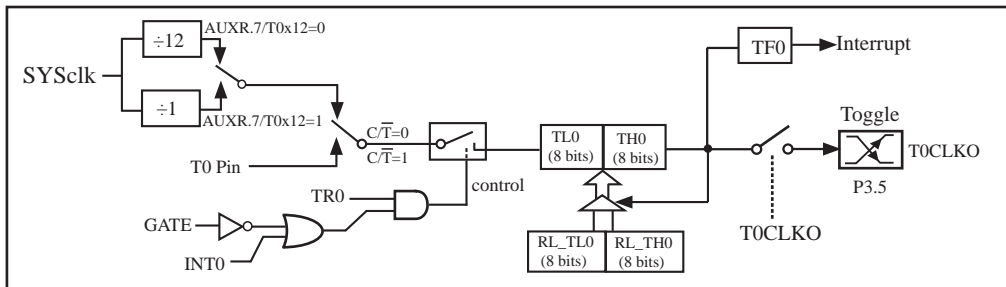 AUXR.7/T0x12=0
÷12
SYSclk
÷1
AUXR.7/T0x12=1
T0 Pin
C/T̅=0
C/T̅=1
TR0
control
GATE
INT0
TL0
(8 bits)
TH0
(8 bits)
RL_TL0
(8 bits)
RL_TH0
(8 bits)
TF0
Interrupt
Toggle
T0CLKO
P3.5
T0CLKO